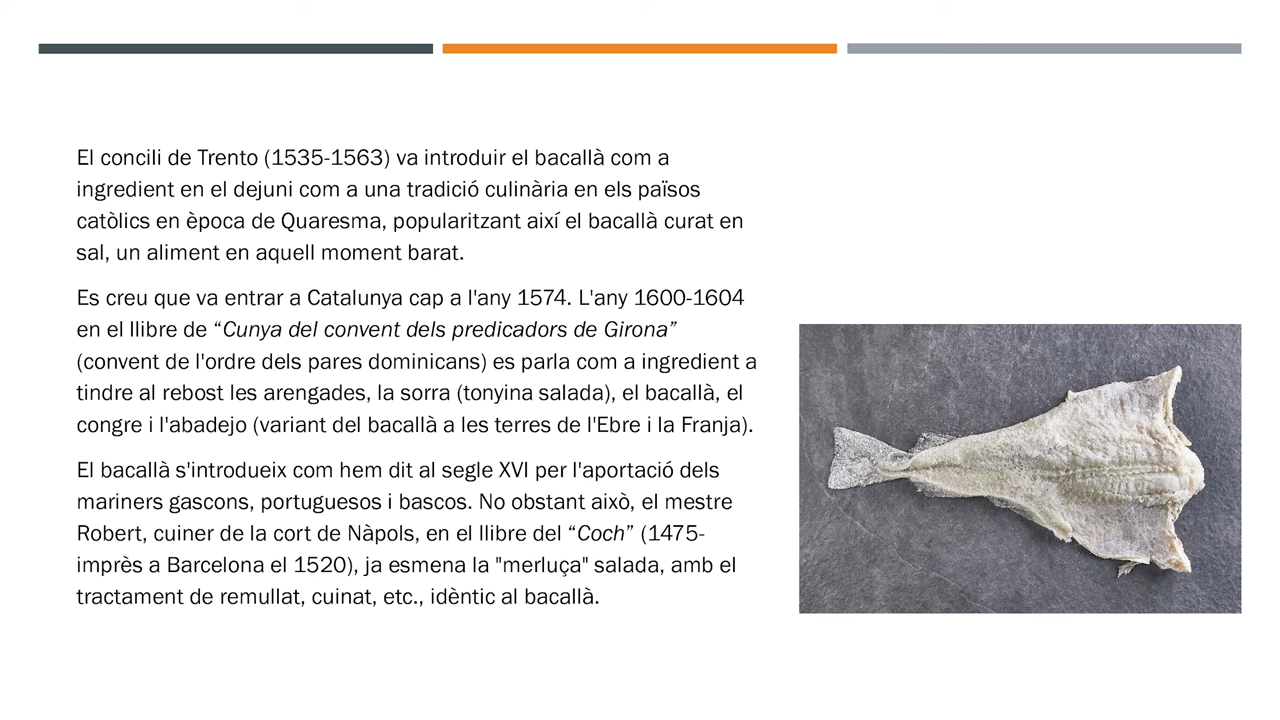 El concili de Trento (1535-1563) va introduir el bacallà com a
ingredient en el dejuni com a una tradició culinària en els països
catòlics en època de Quaresma, popularitzant així el bacallà curat en
sal, un aliment en aquell moment barat.
Es creu que va entrar a Catalunya cap a l'any 1574. L'any 1600-1604
en el llibre de “Cunya del convent dels predicadors de Girona”
(convent de l'ordre dels pares dominicans) es parla com a ingredient a
tindre al rebost les arengades, la sorra (tonyina salada), el bacallà, el
congre i l'abadejo (variant del bacallà a les terres de l'Ebre i la Franja).
El bacallà s'introdueix com hem dit al segle XVI per l'aportació dels
mariners gascons, portuguesos i bascos. No obstant això, el mestre
Robert, cuiner de la cort de Nàpols, en el llibre del “Coch” (1475-
imprès a Barcelona el 1520), ja esmena la "merluça" salada, amb el
tractament de remullat, cuinat, etc., idèntic al bacallà.